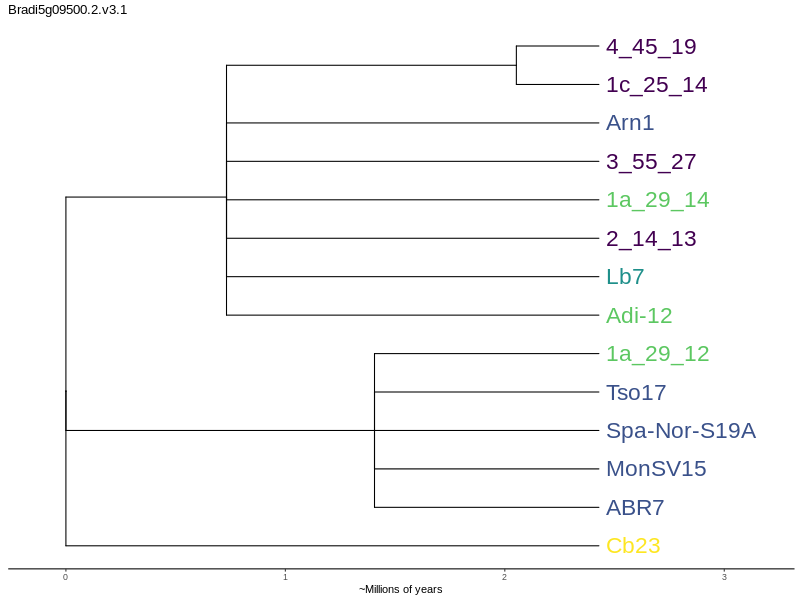 Bradi5g09500.2.v3.1
4_45_19
1c_25_14
Arn1
3_55_27
1a_29_14
2_14_13
Lb7
Adi-12
1a_29_12
Tso17
Spa-Nor-S19A
MonSV15
ABR7
Cb23
0 1 2 3
~Millions of years